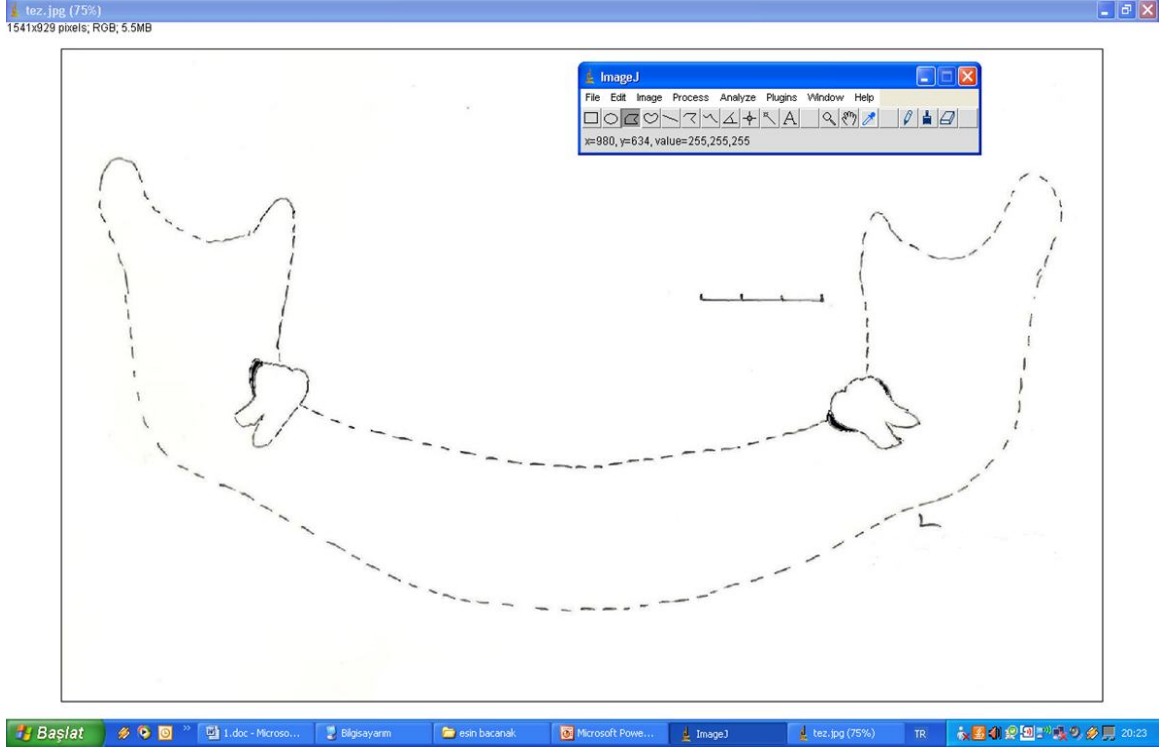 tez.jpg (75%)
1541x929 pixels; RGB; 5.5MB
ImageJ
File Edit Image Process Analyze Plugins Window Help
A
x=980, y=634, value=255,255,255
L
Başlat
1.doc - Microso...
Bilgisayarım
esin bacanak
Microsoft Powe...
ImageJ
tez.jpg (75%)
TR
20:23